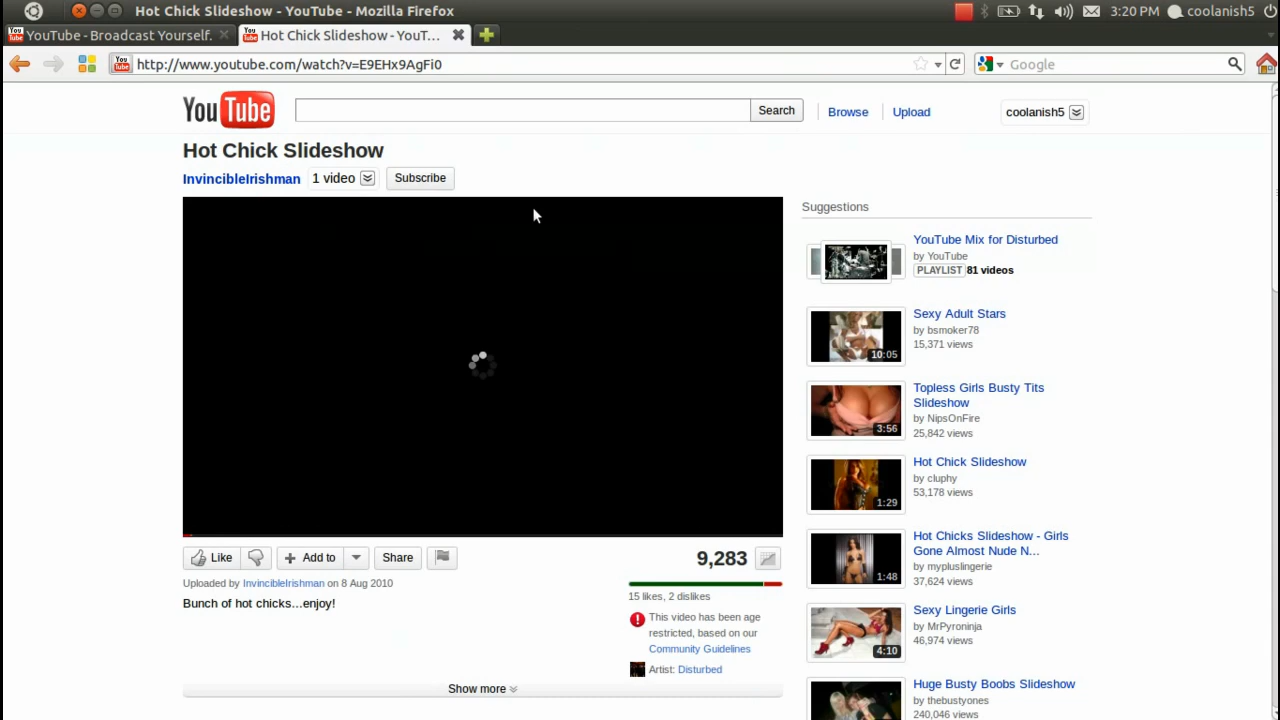 Hot Chick Slideshow - YouTube - Mozilla Firefox
3:20 PM
coolanish5
YouTube - Broadcast Yourself.
Hot Chick Slideshow - YouT...
http://www.youtube.com/watch?v=E9EHx9AgFi0
Google
YouTube
Search
Browse
Upload
coolanish5
Hot Chick Slideshow
InvincibleIrishman
1 video
Subscribe
Suggestions
YouTube Mix for Disturbed
by YouTube
PLAYLIST 81 videos
Sexy Adult Stars
by bsmoker78
15,371 views
10:05
Topless Girls Busty Tits
Slideshow
by NipsOnFire
25,842 views
3:56
Hot Chick Slideshow
by cluphy
53,178 views
1:29
Hot Chicks Slideshow - Girls
Gone Almost Nude N...
by mypluslingerie
37,624 views
1:48
Sexy Lingerie Girls
by MrPyroninja
46,974 views
4:10
Huge Busty Boobs Slideshow
by thebustyones
240,046 views
Like
Add to
Share
9,283
Uploaded by InvincibleIrishman on 8 Aug 2010
15 likes, 2 dislikes
Bunch of hot chicks...enjoy!
This video has been age
restricted, based on our
Community Guidelines
Artist: Disturbed
Show more